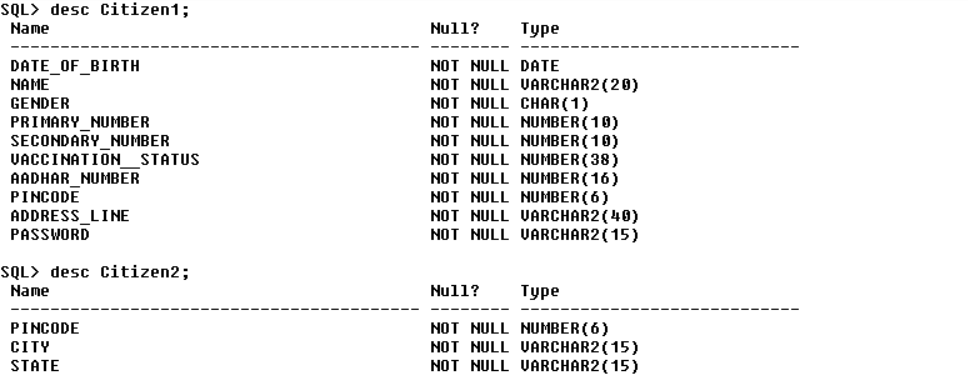 SQL> desc Citizen1;
Name Null? Type
----------------------------------------- -------- ----------------------------
DATE_OF_BIRTH NOT NULL DATE
NAME NOT NULL VARCHAR2(20)
GENDER NOT NULL CHAR(1)
PRIMARY_NUMBER NOT NULL NUMBER(10)
SECONDARY_NUMBER NOT NULL NUMBER(10)
VACCINATION__STATUS NOT NULL NUMBER(38)
AADHAR_NUMBER NOT NULL NUMBER(16)
PINCODE NOT NULL NUMBER(6)
ADDRESS_LINE NOT NULL VARCHAR2(40)
PASSWORD NOT NULL VARCHAR2(15)
SQL> desc Citizen2;
Name Null? Type
----------------------------------------- -------- ----------------------------
PINCODE NOT NULL NUMBER(6)
CITY NOT NULL VARCHAR2(15)
STATE NOT NULL VARCHAR2(15)